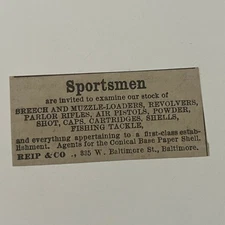 Sportsmen
are invited to examine our stock of
BREECH AND MUZZLE-LOADERS, REVOLVERS,
PARLOR RIFLES, AIR PISTOLS, POWDER,
SHOT, CAPS, CARTRIDGES, SHELLS,
FISHING TACKLE,
and everything appertaining to a first-class estab-
lishment. Agents for the Conical Base Paper Shell.
REIP & CO., 335 W. Baltimore St., Baltimore.